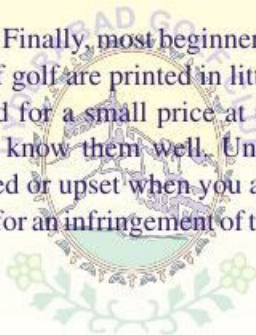 Finally, most beginner
f golf are printed in litt
d for a small price at
know them well. Un
ed or upset when you a
for an infringement of t